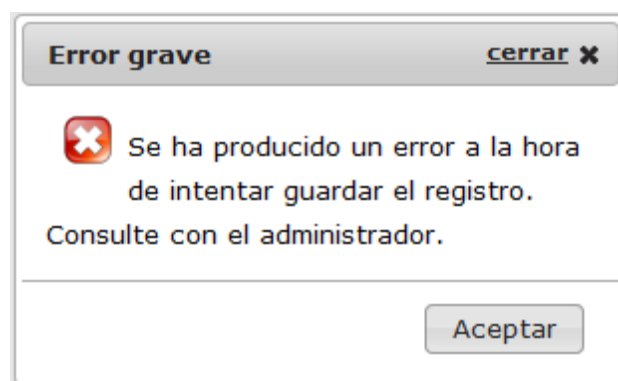 Error grave
cerrar ✖
Se ha producido un error a la hora
de intentar guardar el registro.
Consulte con el administrador.
Aceptar